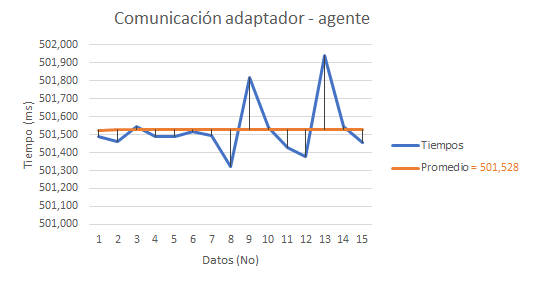 Comunicación adaptador - agente
502,000
501,900
501,800
501,700
501,600
501,500
501,400
501,300
501,200
501,100
501,000
Tiempo (ms)
1 2 3 4 5 6 7 8 9 10 11 12 13 14 15
Datos (No)
Tiempos
Promedio = 501,528